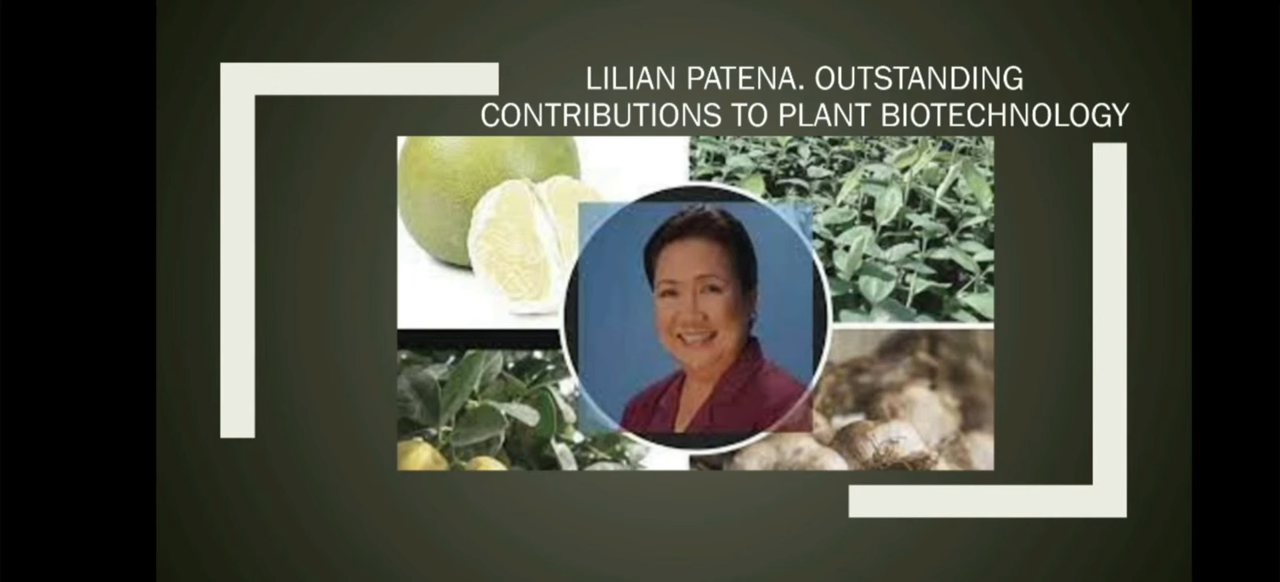 LILIAN PATENA. OUTSTANDING
CONTRIBUTIONS TO PLANT BIOTECHNOLOGY